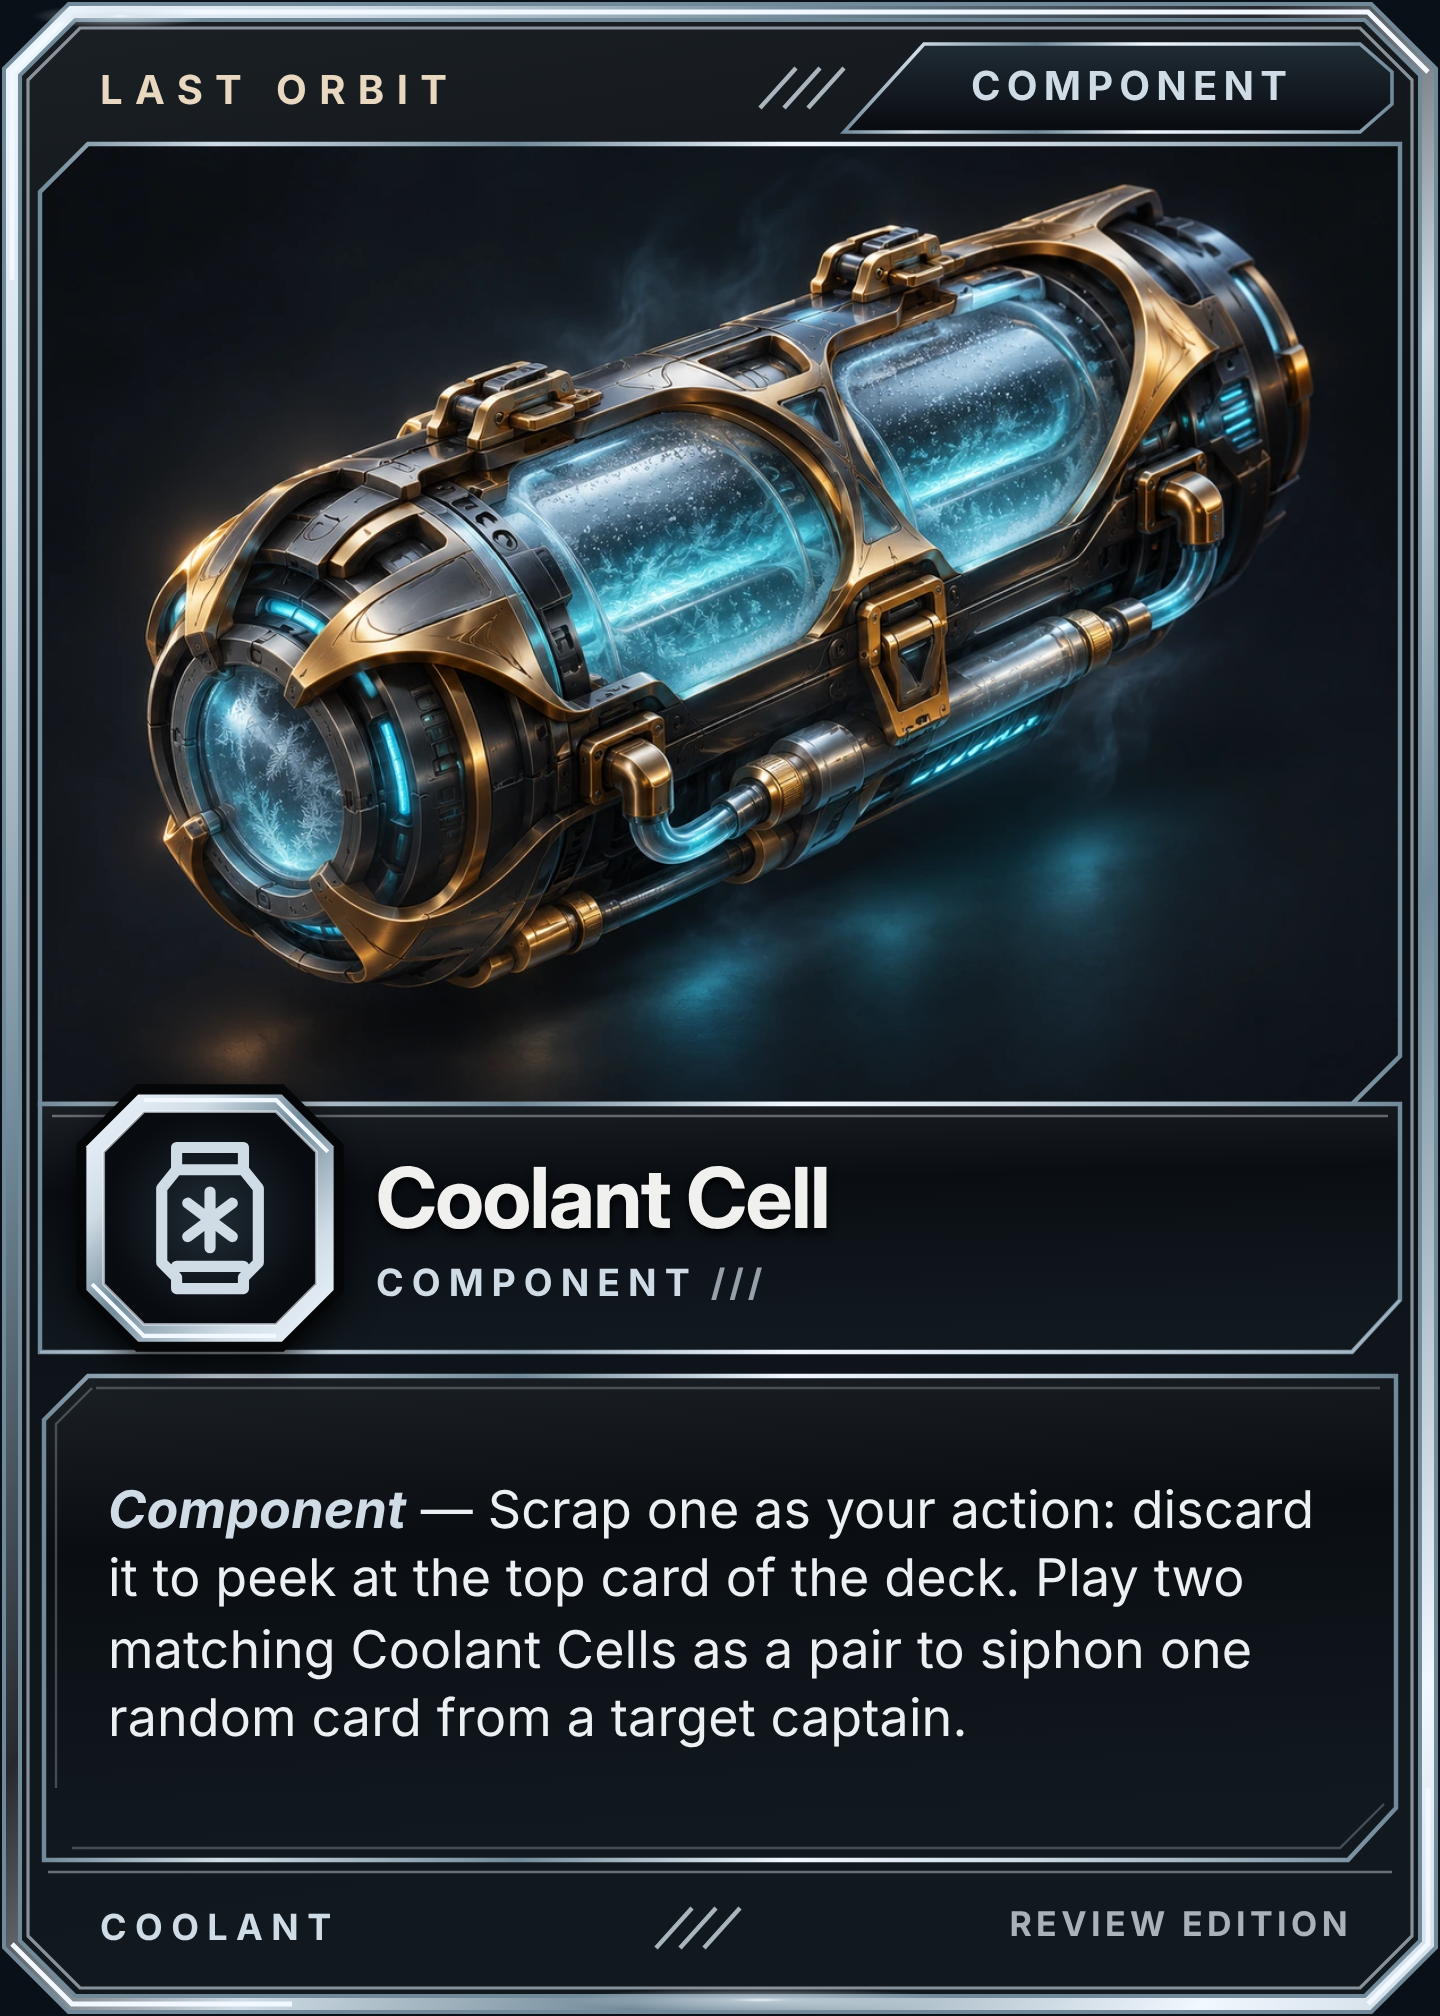 LAST ORBIT
COMPONENT
Coolant Cell
COMPONENT ///
Component — Scrap one as your action: discard
it to peek at the top card of the deck. Play two
matching Coolant Cells as a pair to siphon one
random card from a target captain.
COOLANT
REVIEW EDITION